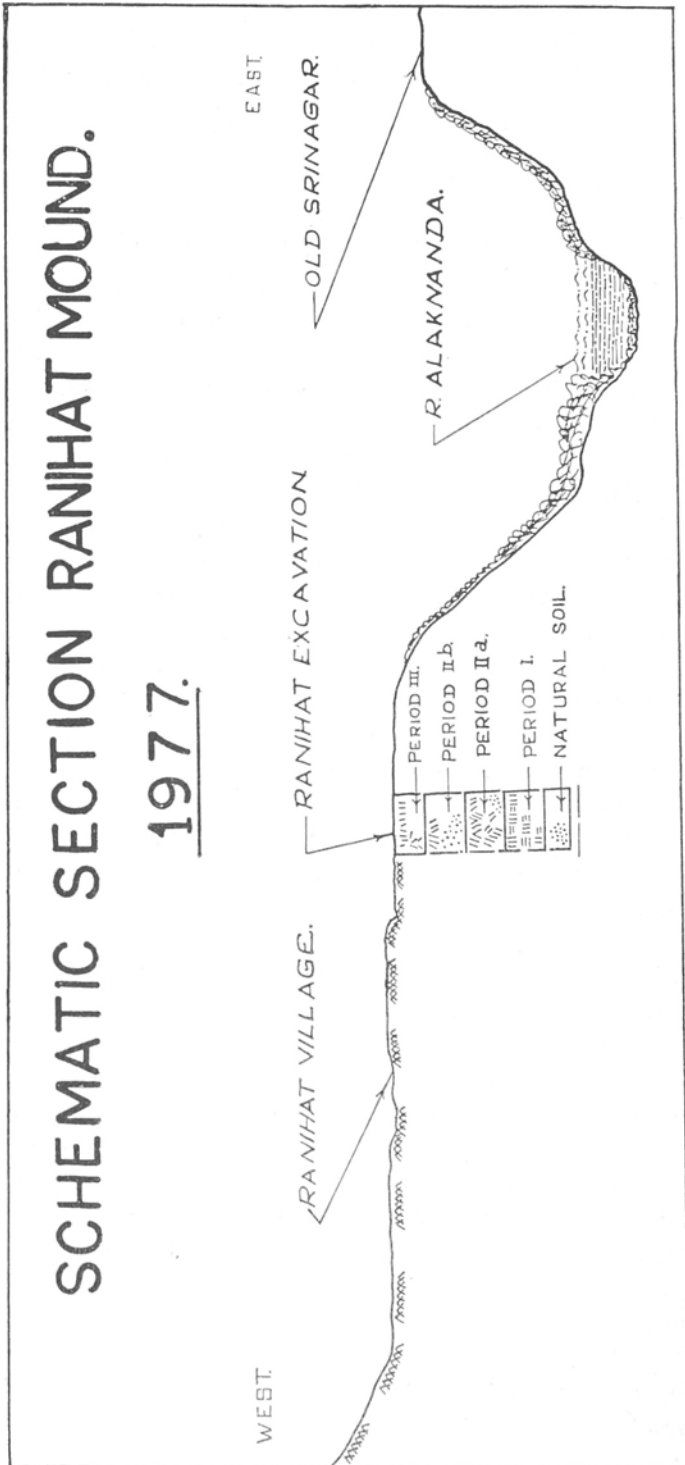 SCHEMATIC SECTION RANIHAT MOUND.
1977.
WEST.
EAST.
RANIHAT VILLAGE.
RANIHAT EXCAVATION
OLD SRINAGAR.
R. ALAKNANDA.
PERIOD III.
PERIOD II b.
PERIOD II a.
PERIOD I.
NATURAL SOIL.